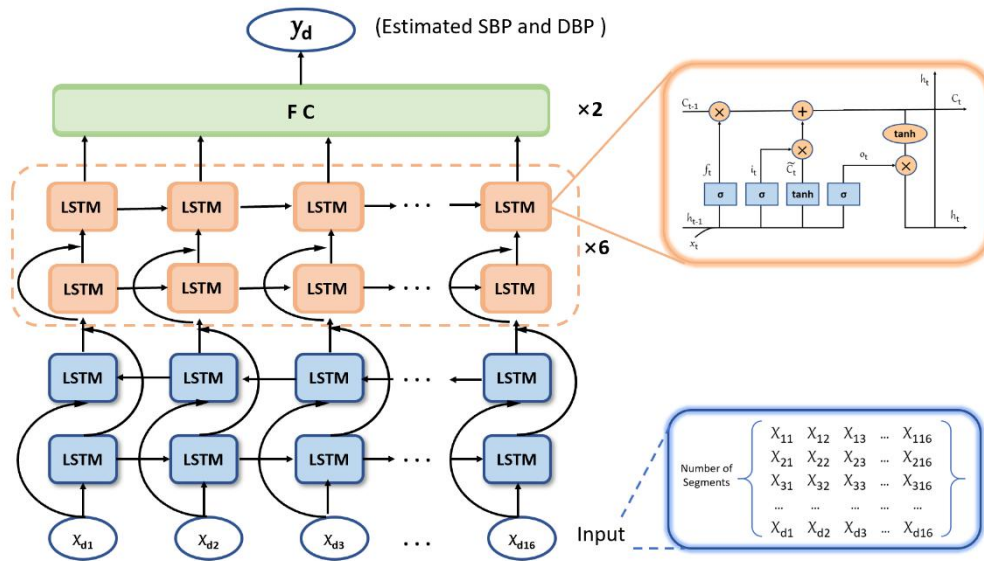 yd (Estimated SBP and DBP )
F C ×2
LSTM LSTM LSTM ... LSTM
×6
LSTM LSTM LSTM ... LSTM
LSTM LSTM LSTM ... LSTM
LSTM LSTM LSTM ... LSTM
Xd1 Xd2 Xd3 ... Xd16 Input
ht
Ct-1 × + Ct
tanh
× ot ×
ft it C̃t
σ σ tanh σ
ht-1 ht
xt
Number of
Segments
X11 X12 X13 ... X116
X21 X22 X23 ... X216
X31 X32 X33 ... X316
... ... ... ...
Xd1 Xd2 Xd3 ... Xd16